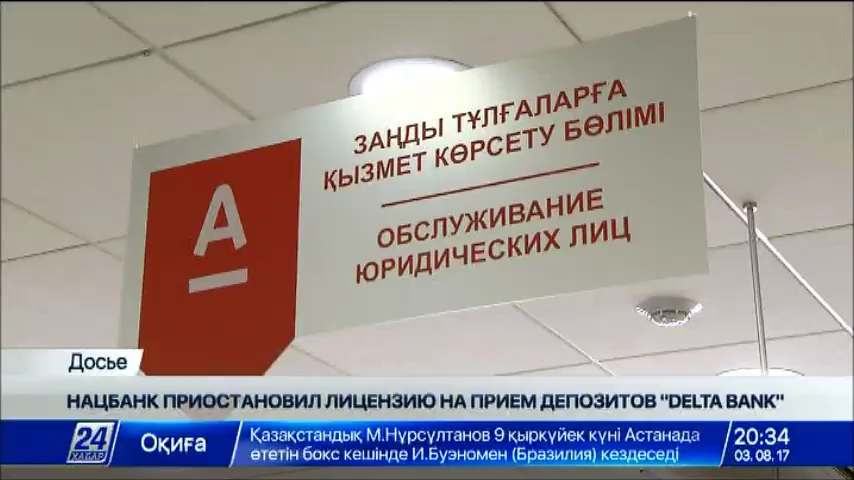 ЗАҢДЫ ТҰЛҒАЛАРҒА
ҚЫЗМЕТ КӨРСЕТУ БӨЛІМІ
ОБСЛУЖИВАНИЕ
ЮРИДИЧЕСКИХ ЛИЦ
А
Досье
НАЦБАНК ПРИОСТАНОВИЛ ЛИЦЕНЗИЮ НА ПРИЕМ ДЕПОЗИТОВ "DELTA BANK"
24
ХАБАР
Оқиға
Қазақстандық М.Нұрсұлтанов 9 қыркүйек күні Астанада
өтетін бокс кешінде И.Буэномен (Бразилия) кездеседі
20:34
03.08.17